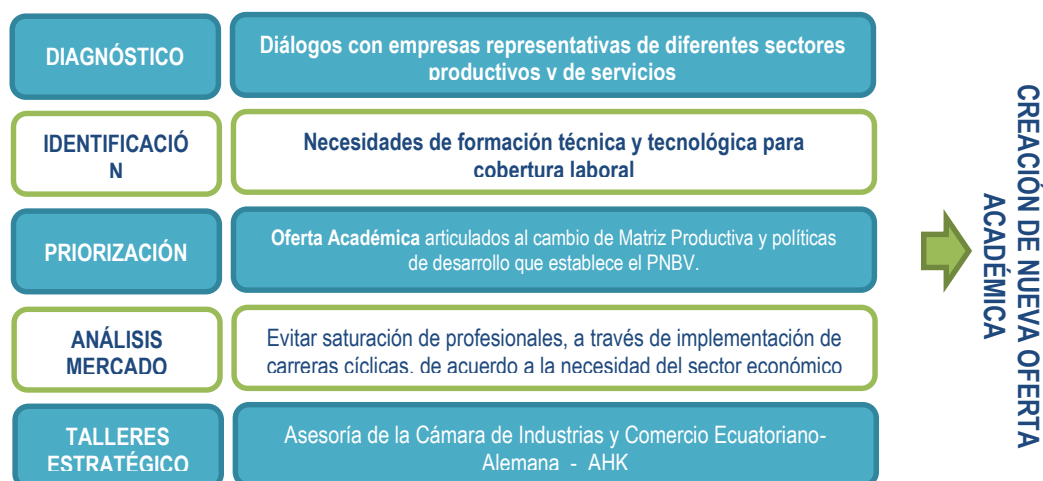 DIAGNÓSTICO
Diálogos con empresas representativas de diferentes sectores
productivos y de servicios
IDENTIFICACIÓ
N
Necesidades de formación técnica y tecnológica para
cobertura laboral
PRIORIZACIÓN
Oferta Académica articulados al cambio de Matriz Productiva y políticas
de desarrollo que establece el PNBV.
ANÁLISIS
MERCADO
Evitar saturación de profesionales, a través de implementación de
carreras cíclicas, de acuerdo a la necesidad del sector económico
TALLERES
ESTRATÉGICO
Asesoría de la Cámara de Industrias y Comercio Ecuatoriano-
Alemana - AHK
CREACIÓN DE NUEVA OFERTA
ACADÉMICA